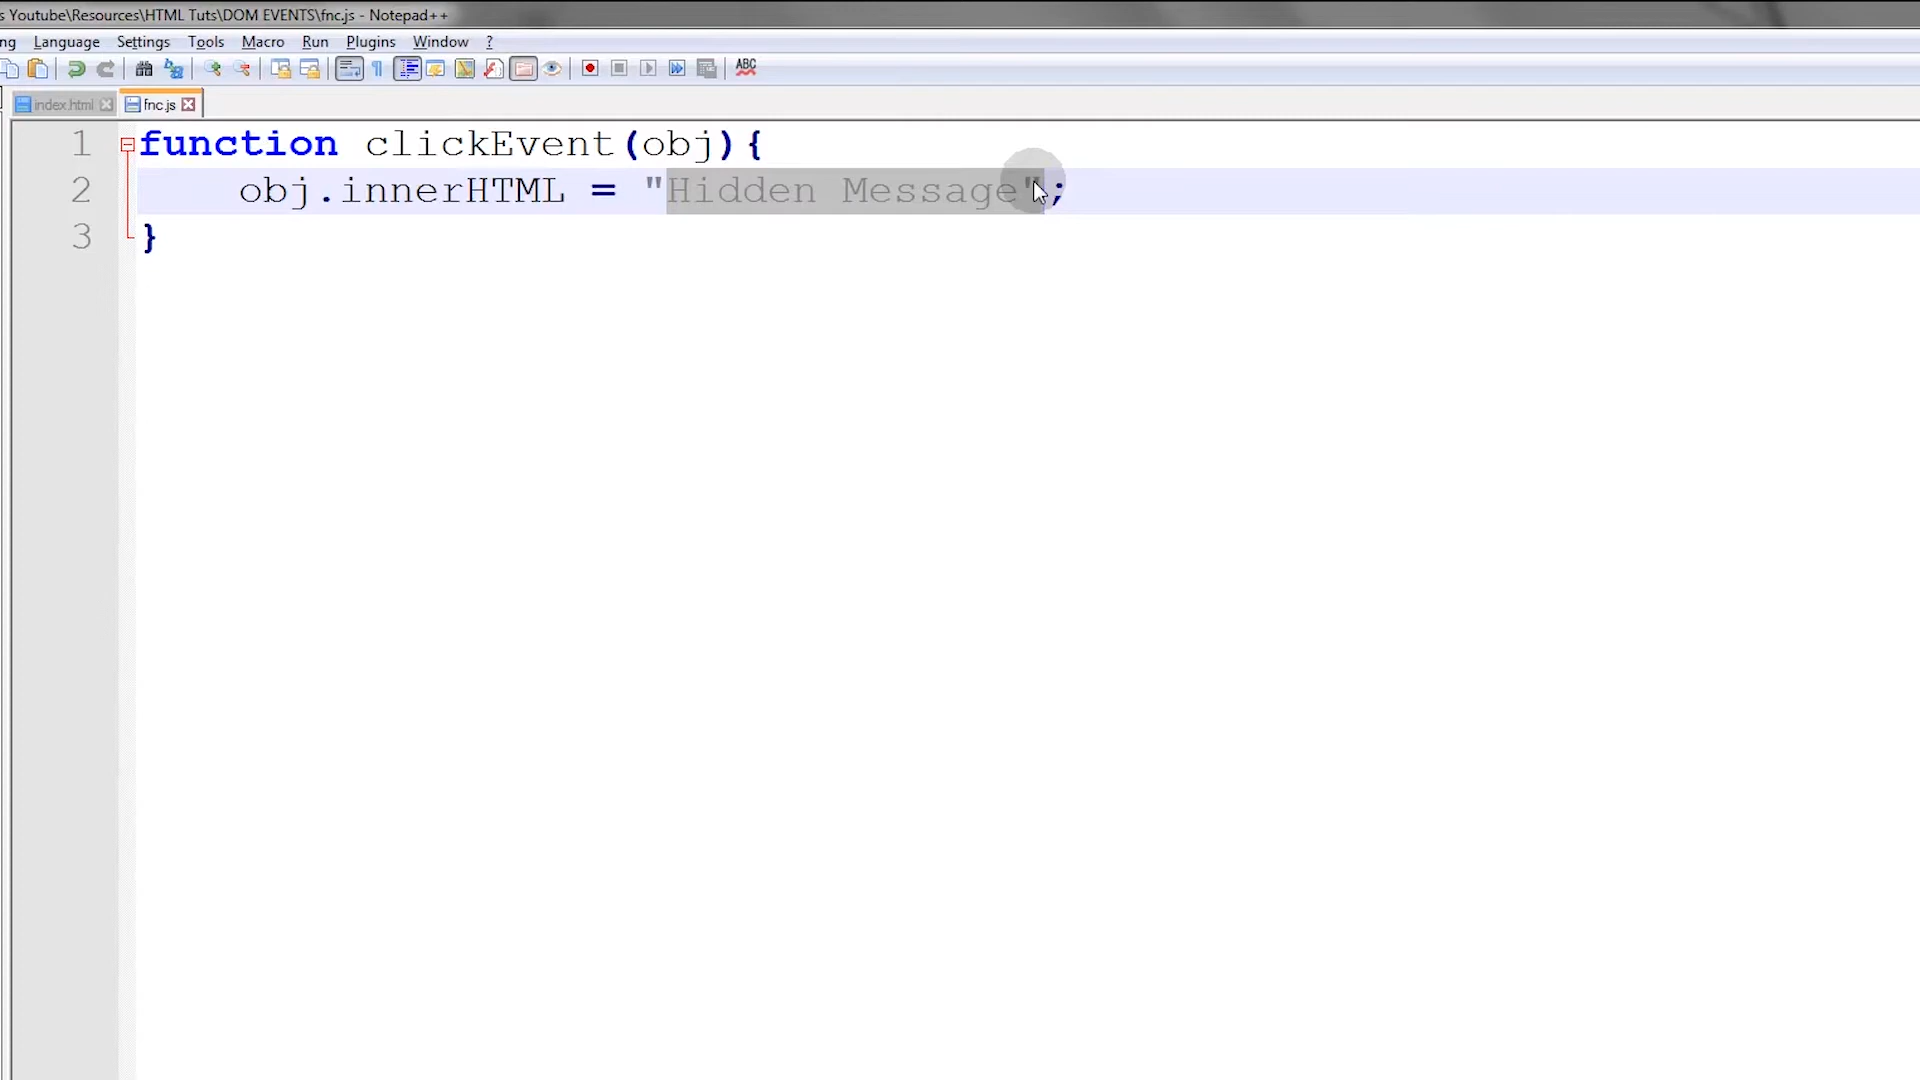 s Youtube\Resources\HTML Tuts\DOM EVENTS\fnc.js - Notepad++
ng Language Settings Tools Macro Run Plugins Window ?
ABC
index.html fnc.js
1 function clickEvent(obj){
2 obj.innerHTML = "Hidden Message";
3 }